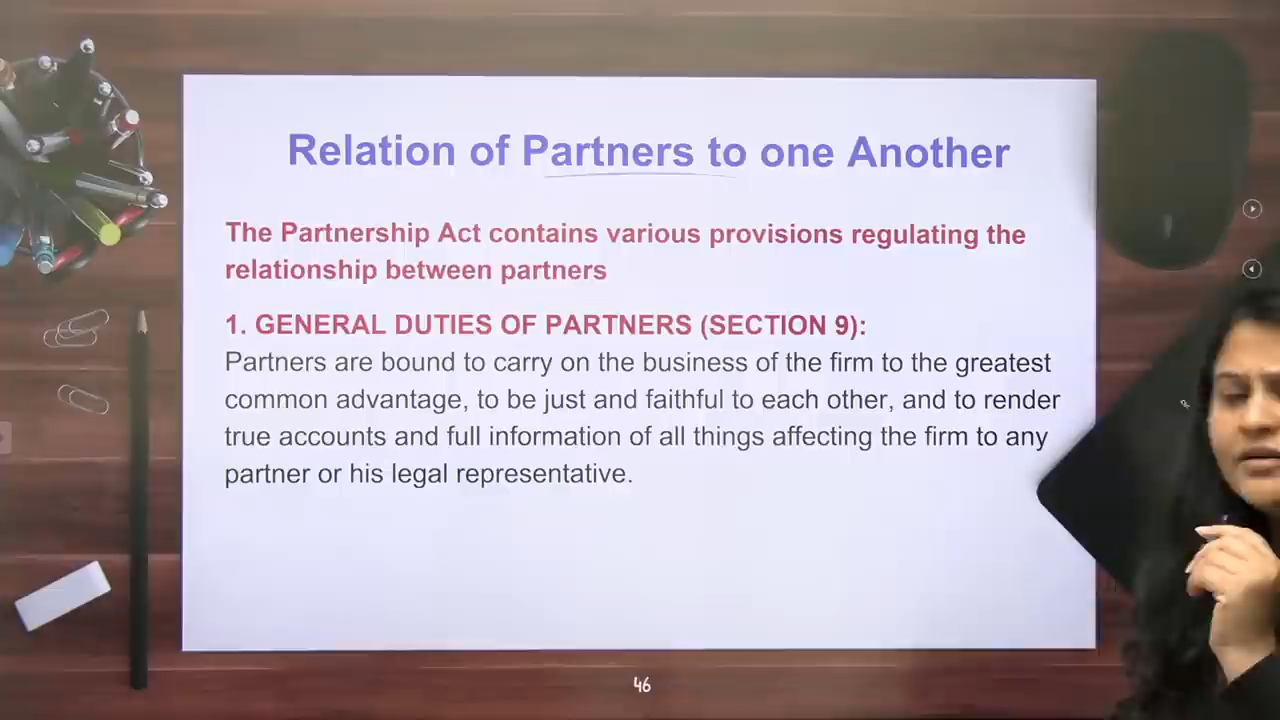 Relation of Partners to one Another
The Partnership Act contains various provisions regulating the
relationship between partners
1. GENERAL DUTIES OF PARTNERS (SECTION 9):
Partners are bound to carry on the business of the firm to the greatest
common advantage, to be just and faithful to each other, and to render
true accounts and full information of all things affecting the firm to any
partner or his legal representative.
46